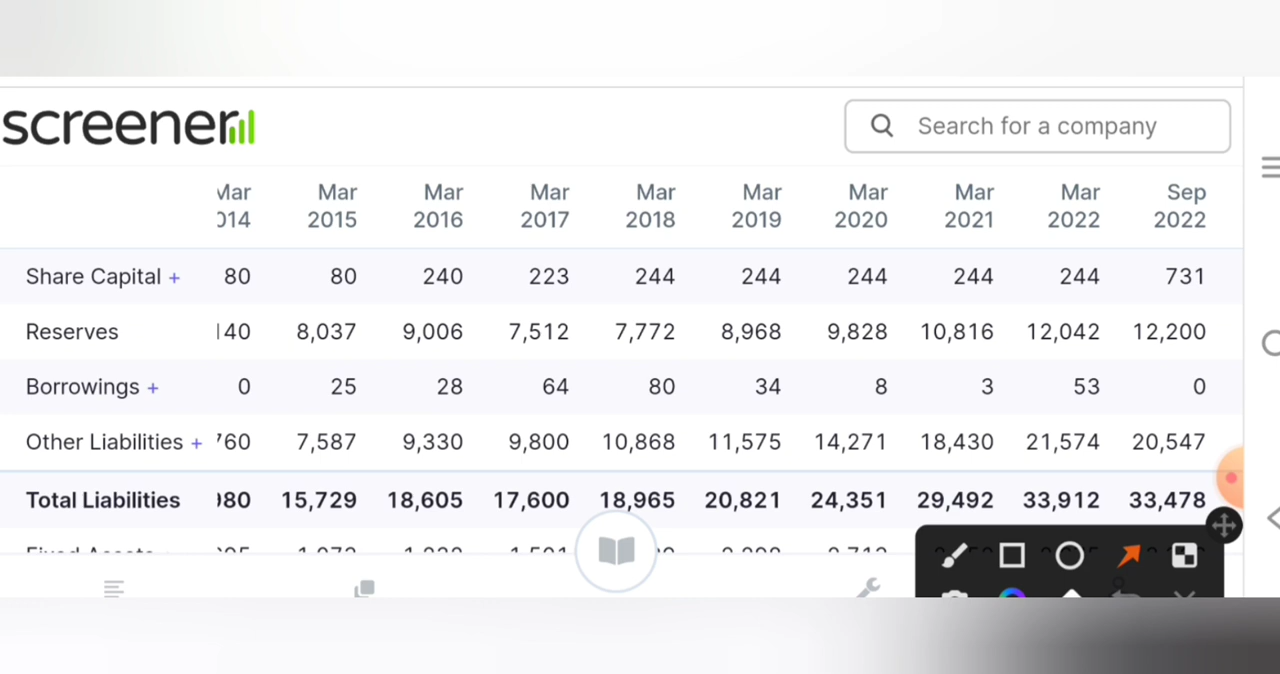 screener
Search for a company
Mar Mar Mar Mar Mar Mar Mar Mar Sep
2015 2016 2017 2018 2019 2020 2021 2022 2022
Share Capital + 80 80 240 223 244 244 244 244 244 731
Reserves 8,037 9,006 7,512 7,772 8,968 9,828 10,816 12,042 12,200
Borrowings + 0 25 28 64 80 34 8 3 53 0
Other Liabilities + 7,587 9,330 9,800 10,868 11,575 14,271 18,430 21,574 20,547
Total Liabilities 15,729 18,605 17,600 18,965 20,821 24,351 29,492 33,912 33,478